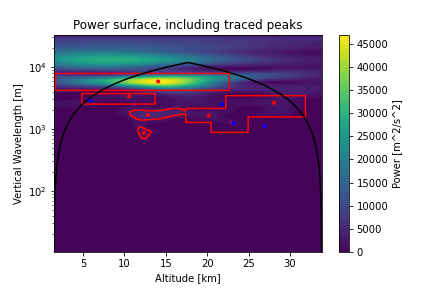 Power surface, including traced peaks
Vertical Wavelength [m]
10^4
10^3
10^2
5 10 15 20 25 30
Altitude [km]
45000
40000
35000
30000
25000
20000
15000
10000
5000
0
Power [m^2/s^2]